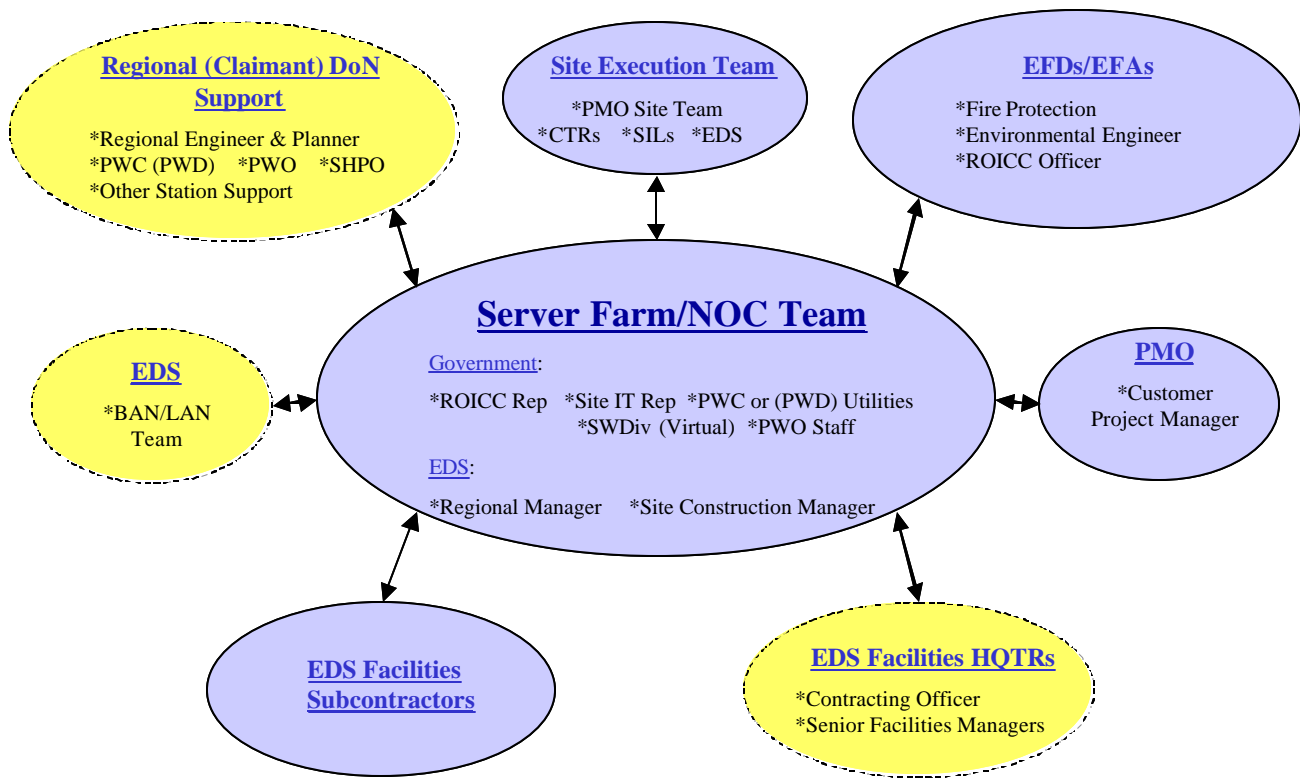 Regional (Claimant) DoN
Support
*Regional Engineer & Planner
*PWC (PWD) *PWO *SHPO
*Other Station Support
Site Execution Team
*PMO Site Team
*CTRs *SILs *EDS
EFDs/EFAs
*Fire Protection
*Environmental Engineer
*ROICC Officer
Server Farm/NOC Team
Government:
*ROICC Rep *Site IT Rep *PWC or (PWD) Utilities
*SWDiv (Virtual) *PWO Staff
EDS:
*Regional Manager *Site Construction Manager
EDS
*BAN/LAN
Team
PMO
*Customer
Project Manager
EDS Facilities
Subcontractors
EDS Facilities HQTRs
*Contracting Officer
*Senior Facilities Managers